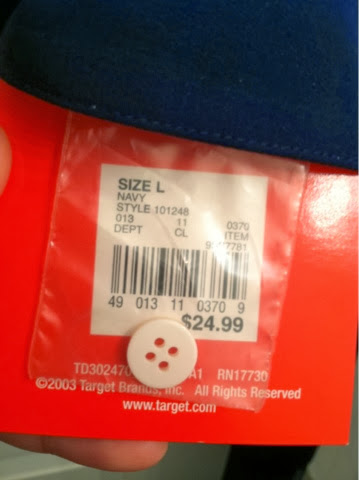 SIZE L
NAVY
STYLE 101248
013 11 0370
DEPT CL ITEM
49 013 11 0370 9
$24.99
A1 RN17730
©2003 Target Brands, Inc. All Rights Reserved
www.target.com